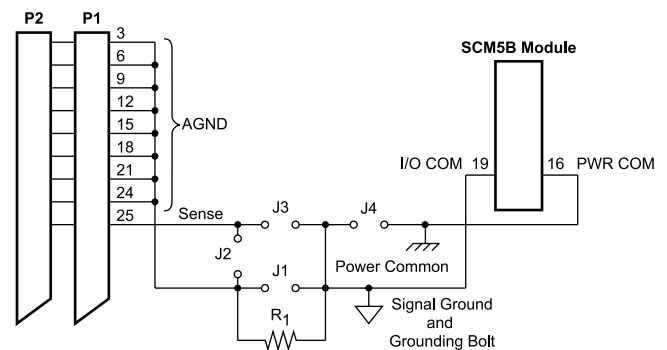 P2 P1
3
6
9
12
15
18
21
24
25
AGND
Sense
SCM5B Module
I/O COM 19
16 PWR COM
J3
J4
J2
J1
Power Common
R1
Signal Ground
and
Grounding Bolt